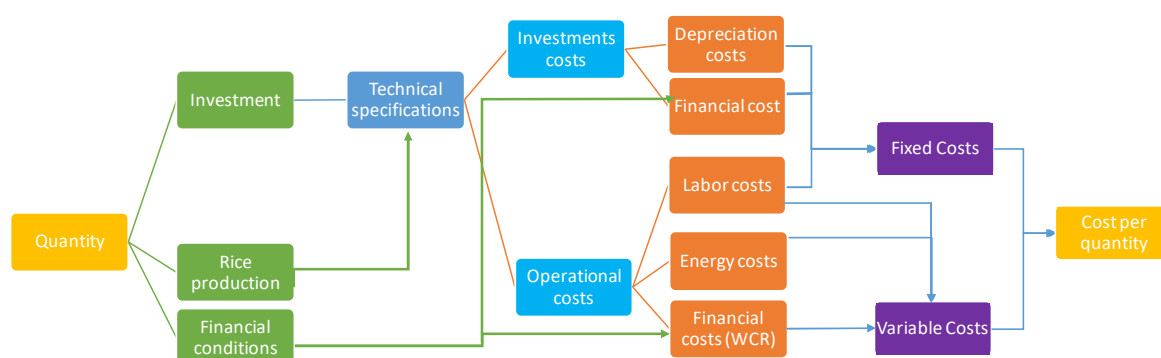 Quantity
Investment
Rice
production
Financial
conditions
Technical
specifications
Investments
costs
Operational
costs
Depreciation
costs
Financial cost
Labor costs
Energy costs
Financial
costs (WCR)
Fixed Costs
Variable Costs
Cost per
quantity